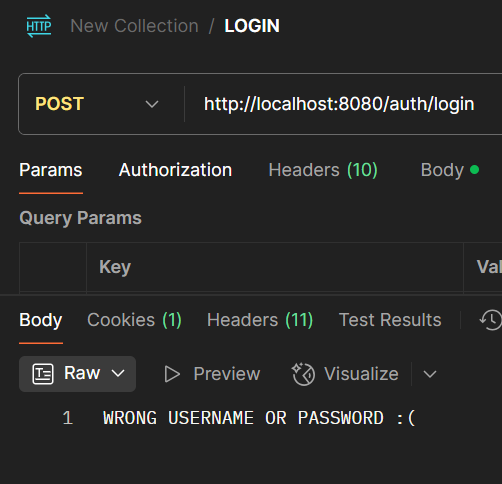 HTTP New Collection / LOGIN
POST http://localhost:8080/auth/login
Params Authorization Headers (10) Body
Query Params
Key Val
Body Cookies (1) Headers (11) Test Results
Raw Preview Visualize
1 WRONG USERNAME OR PASSWORD :(